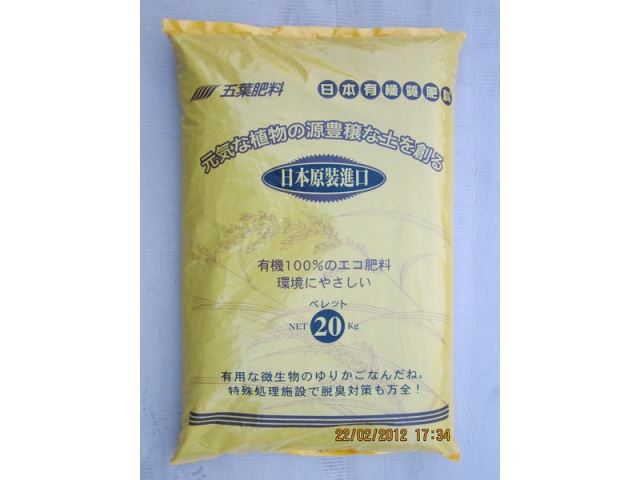 五葉肥料
日本有機質肥料
元気な植物の源豊穣な土を創る
日本原裝進口
有機100%のエコ肥料
環境にやさしい
ペレット
NET 20 Kg
有用な微生物のゆりかごなんだね。
特殊処理施設で脱臭対策も万全！
22/02/2012 17:34